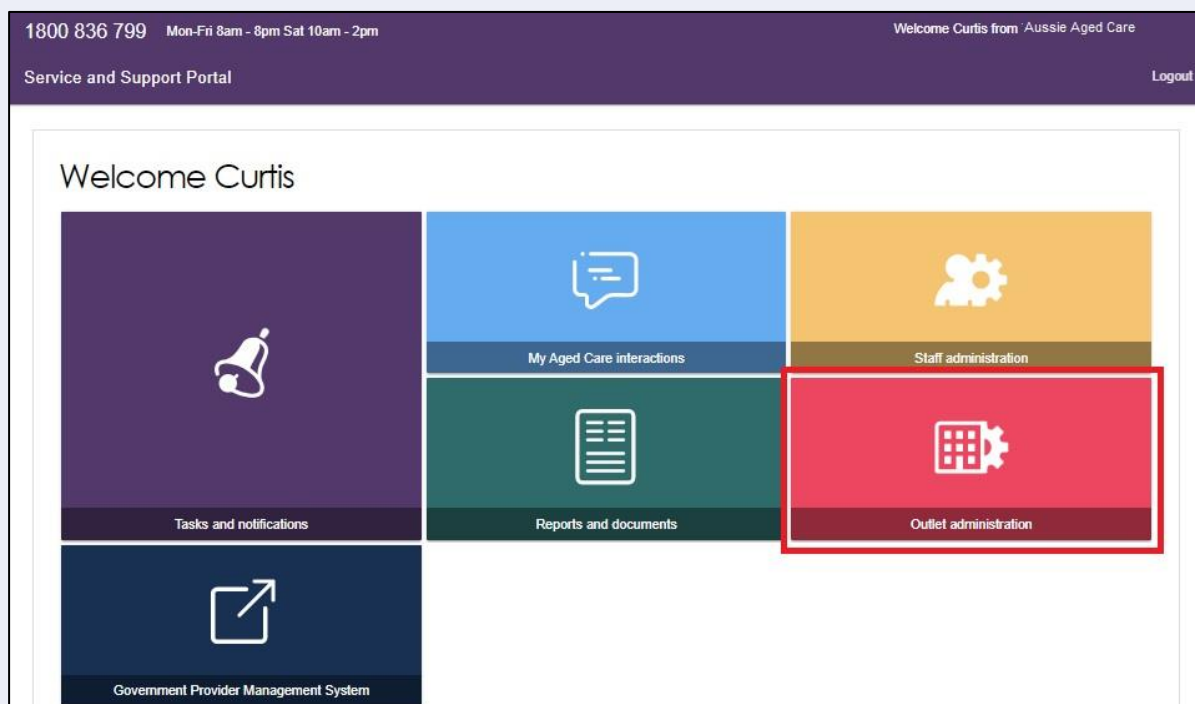 1800 836 799 Mon-Fri 8am - 8pm Sat 10am - 2pm
Welcome Curtis from Aussie Aged Care
Service and Support Portal
Logout
Welcome Curtis
My Aged Care interactions
Staff administration
Tasks and notifications
Reports and documents
Outlet administration
Government Provider Management System